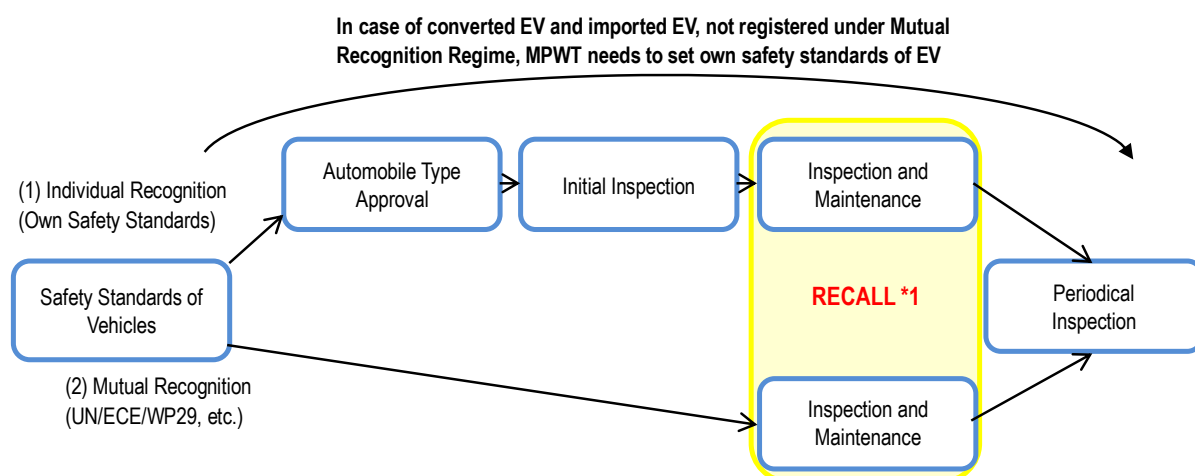 In case of converted EV and imported EV, not registered under Mutual
Recognition Regime, MPWT needs to set own safety standards of EV
(1) Individual Recognition
(Own Safety Standards)
Automobile Type
Approval
Initial Inspection
Inspection and
Maintenance
Safety Standards of
Vehicles
RECALL *1
Periodical
Inspection
(2) Mutual Recognition
(UN/ECE/WP29, etc.)
Inspection and
Maintenance